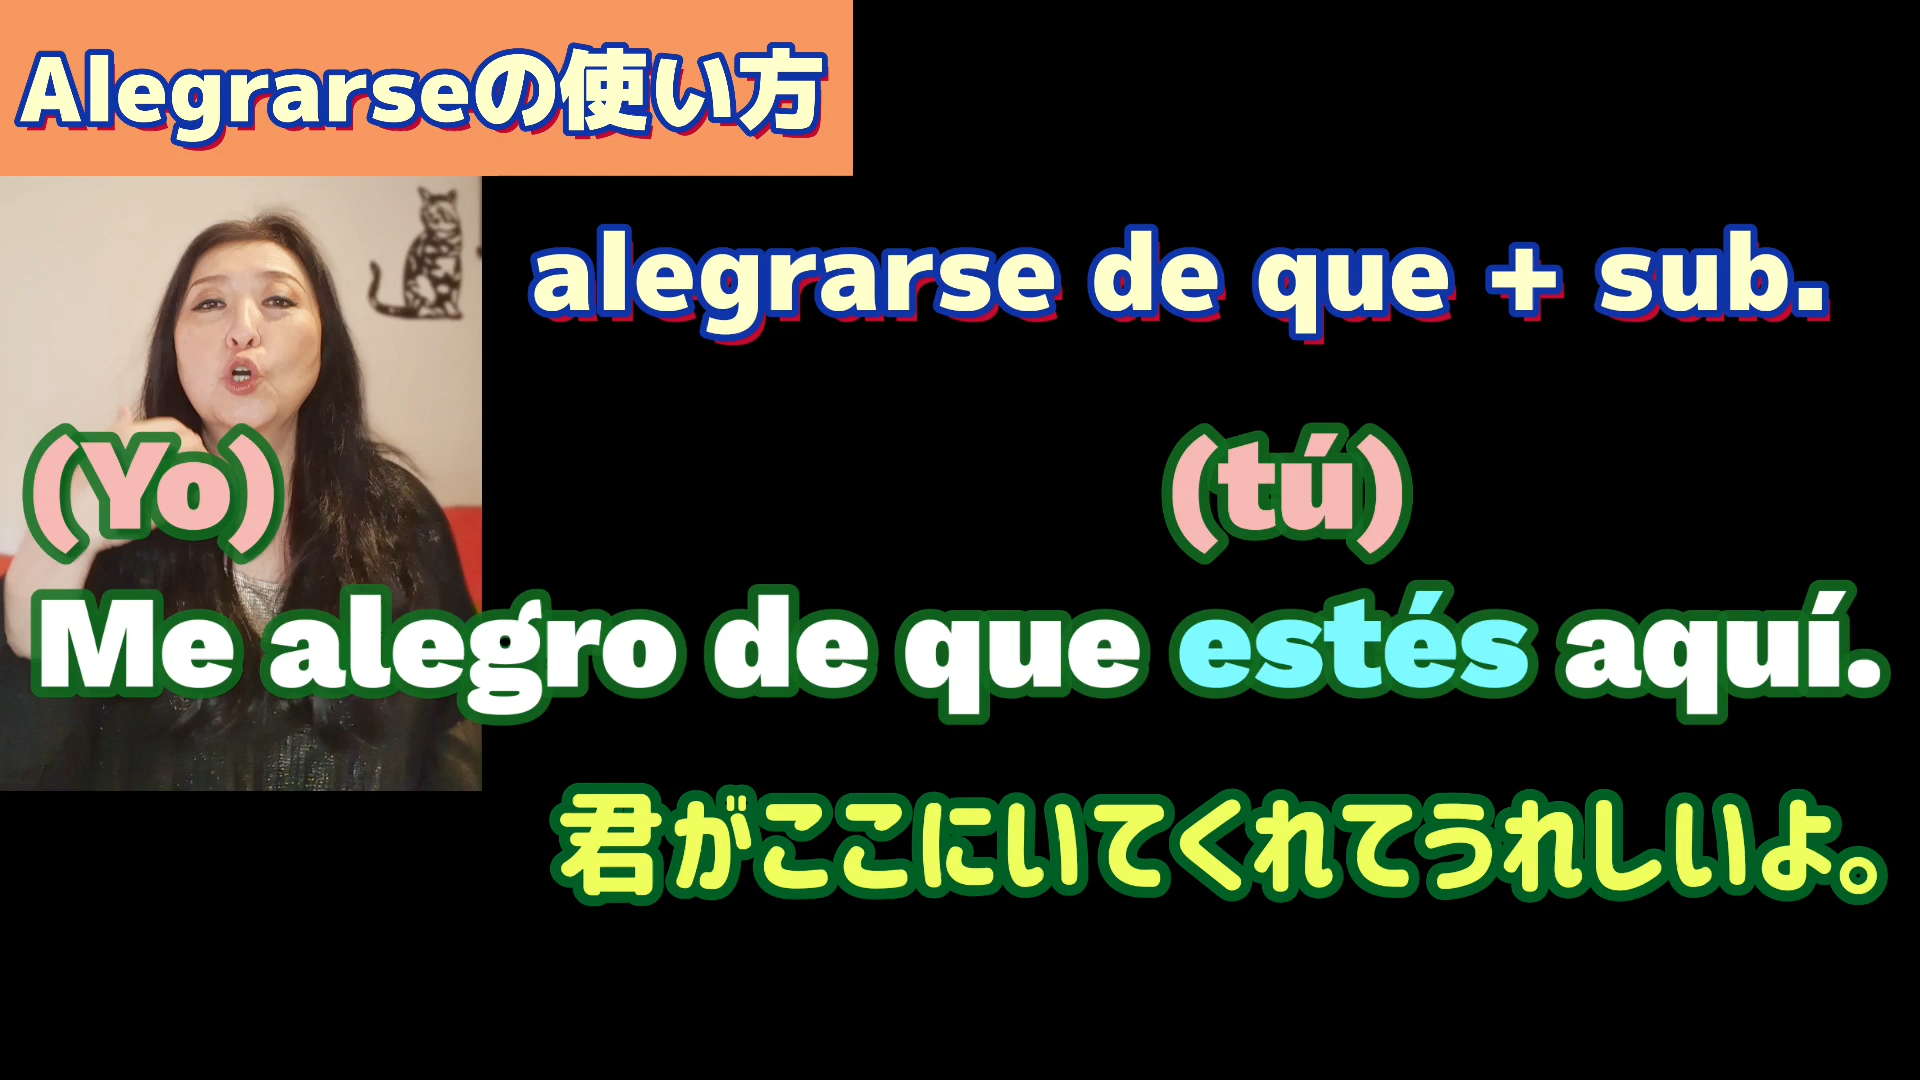 Alegrarseの使い方
alegrarse de que + sub.
(Yo) (tú)
Me alegro de que estés aquí.
君がここにいてくれてうれしいよ。